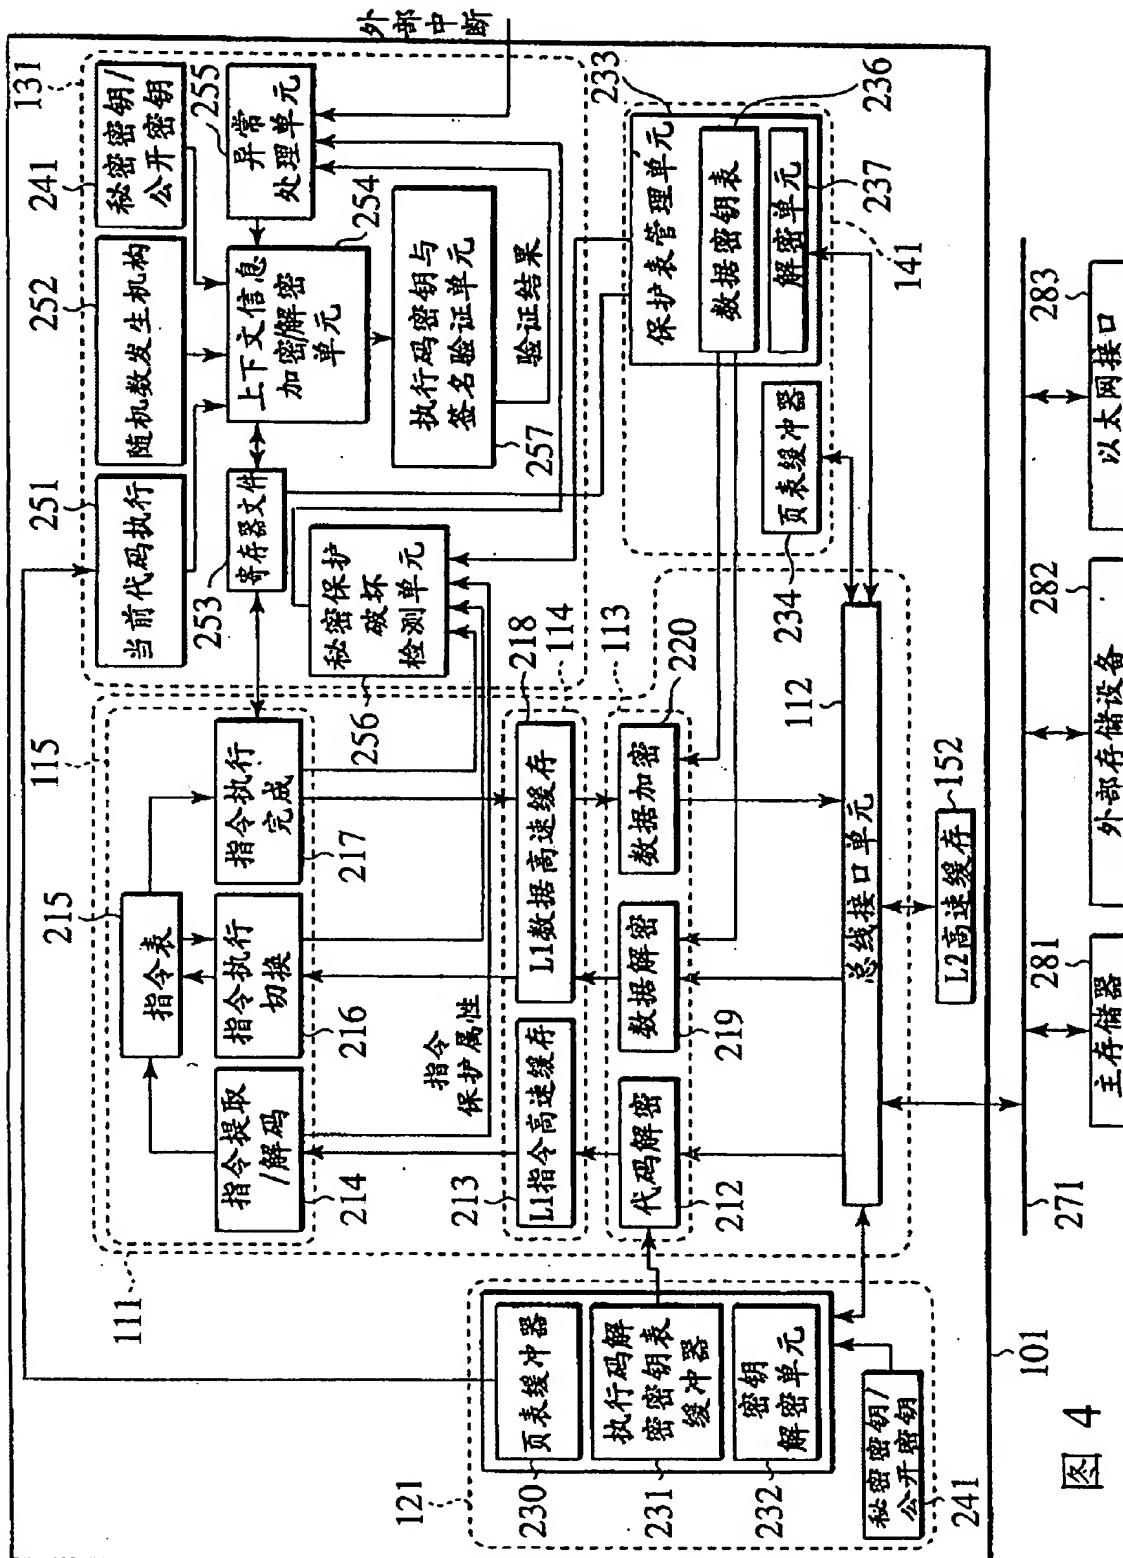 外部中断
131
241
秘密密钥/
公开密钥
252
随机数发生机构
251
当前代码执行
255
异常
处理单元
254
上下文信息
加密/解密
单元
253
寄存器文件
执行码密钥与
签名验证单元
257
验证结果
秘密保护
破坏
检测单元
256
115
215
指令表
指令提取
/解码
214
指令执行
切换
216
指令执行
完成
217
指令
保护属性
111
114
213
L1指令高速缓存
L1数据高速缓存
218
113
代码解密
212
数据解密
219
数据加密
220
233
保护表管理单元
236
数据密钥表
237
解密单元
141
页表缓冲器
234
112
总线接口单元
L2高速缓存
152
121
页表缓冲器
230
执行码解
密密钥表
缓冲器
231
密钥
解密单元
232
秘密密钥/
公开密钥
241
101
271
主存储器
281
外部存储设备
282
以太网接口
283
图 4